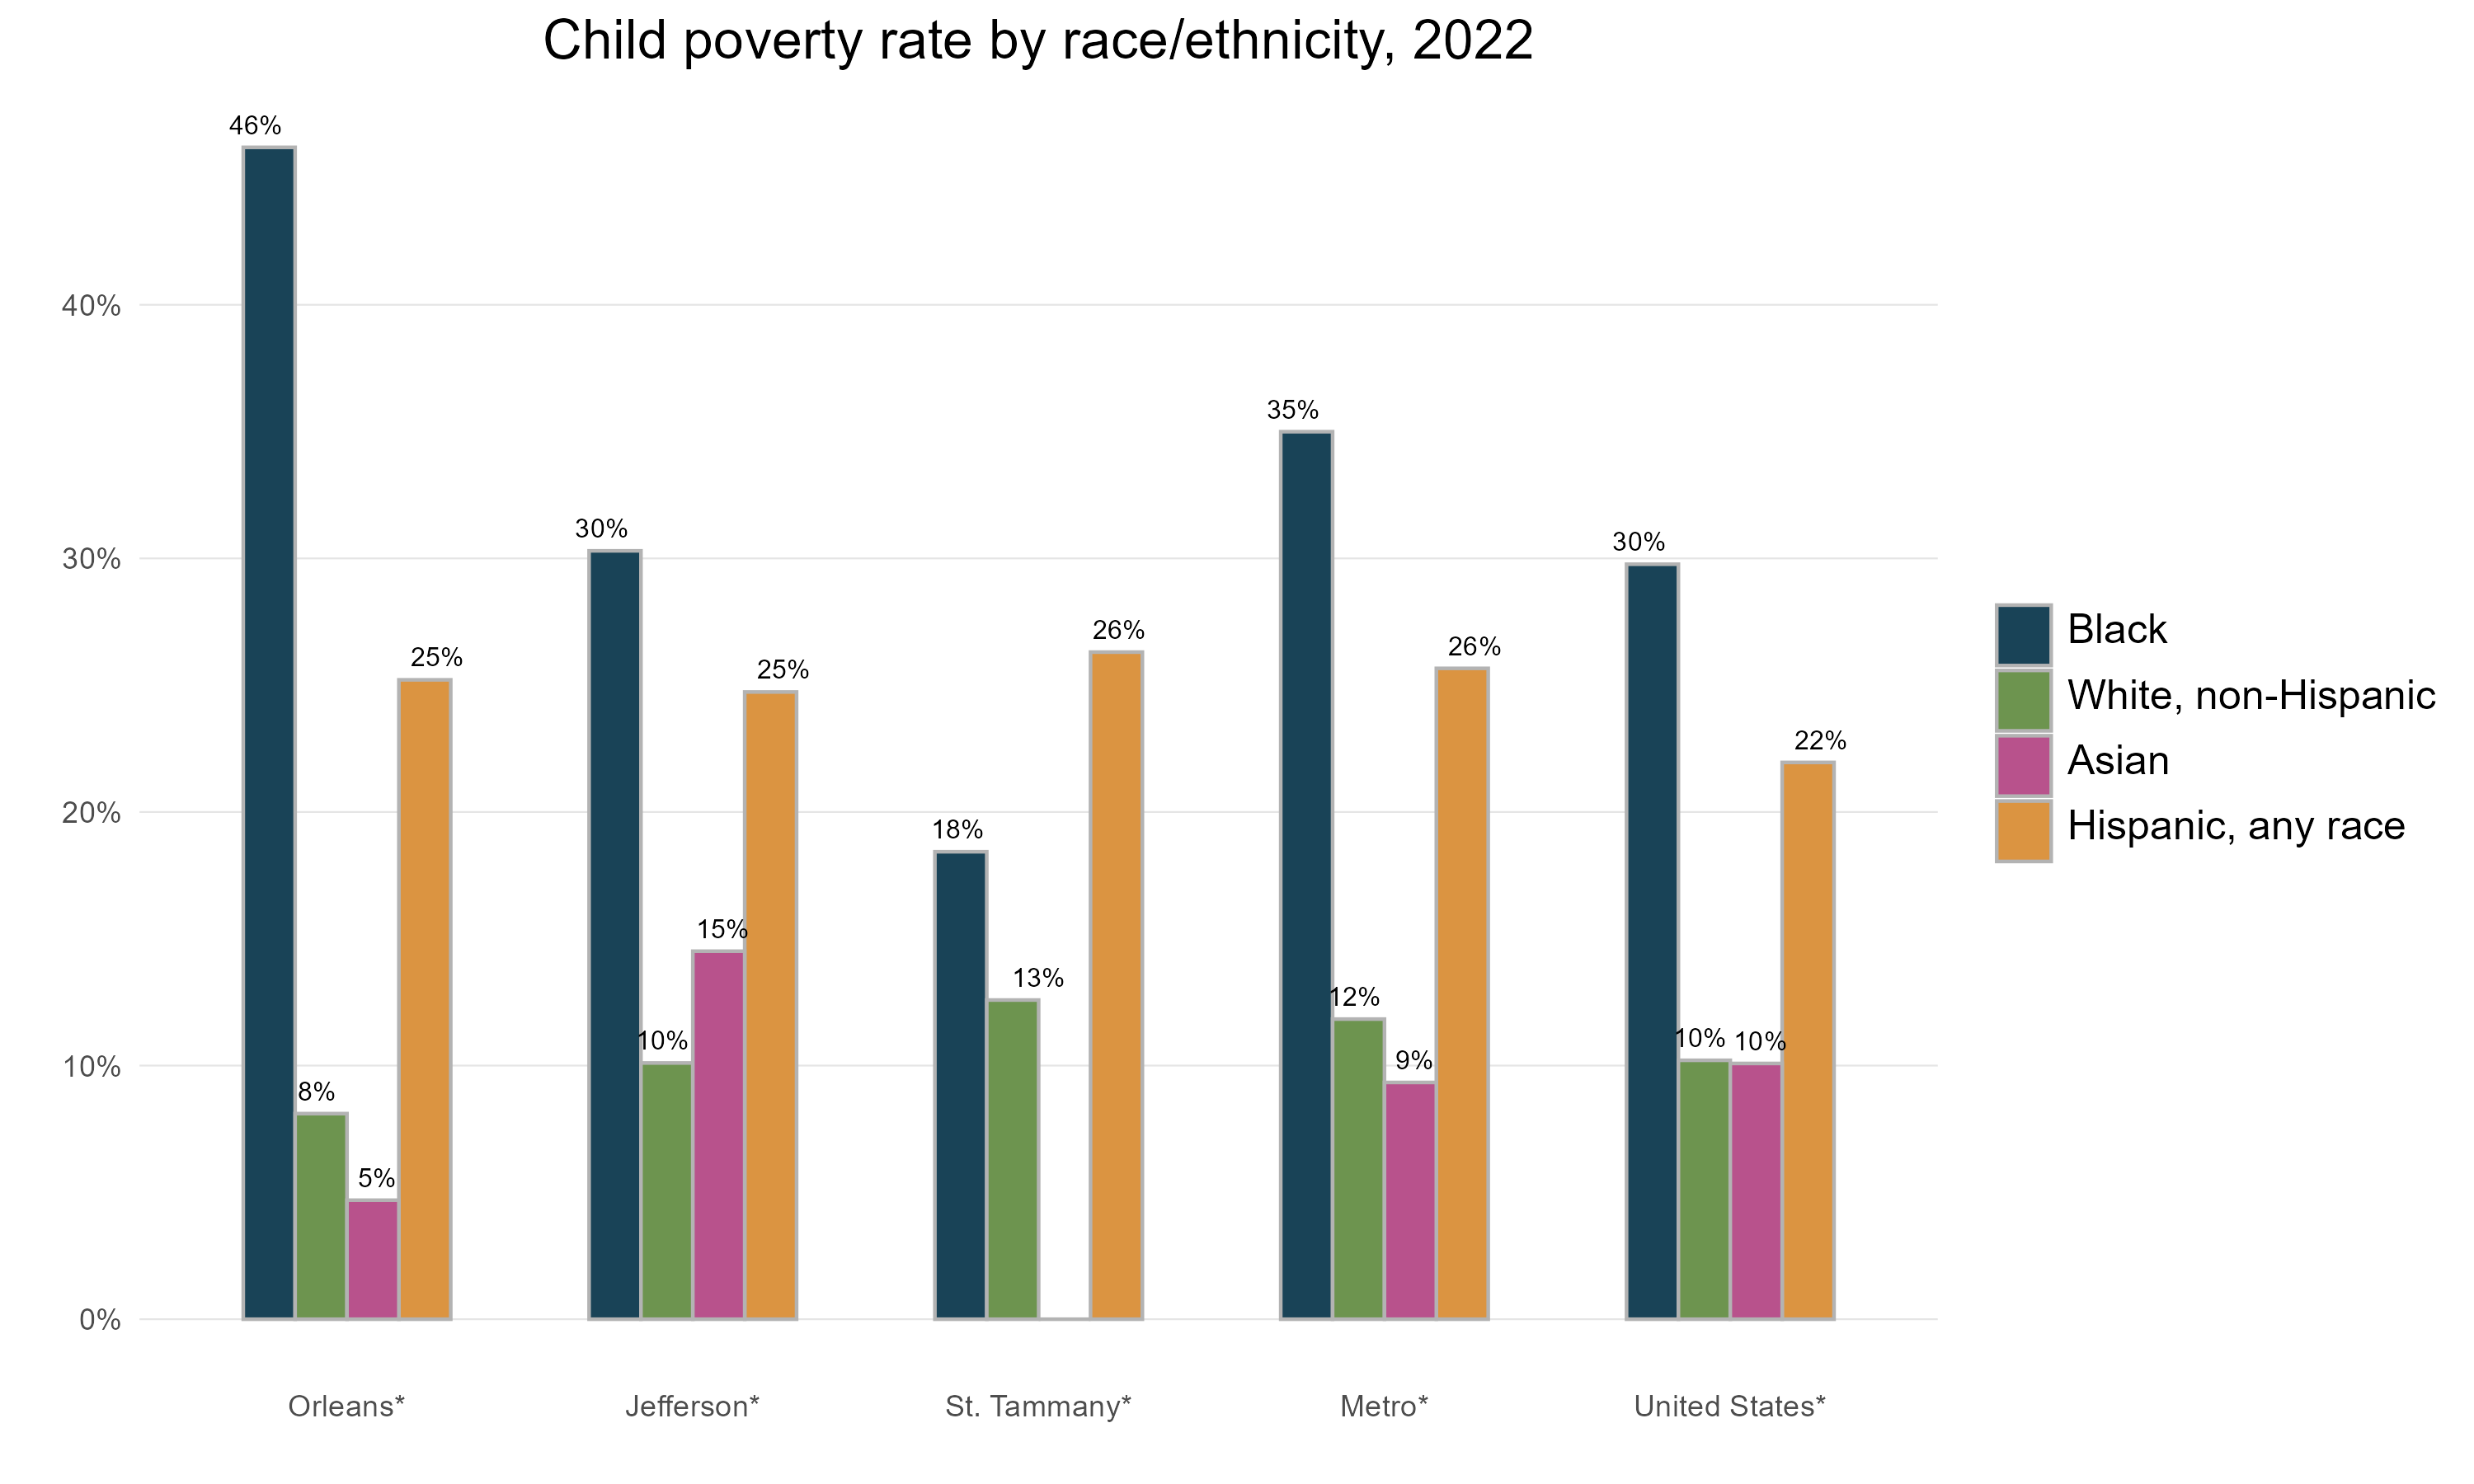 Child poverty rate by race/ethnicity, 2022
46%
40%
35%
30%
30%
30%
26%
26%
25%
25%
22%
20%
18%
15%
13%
12%
10%
10%
10%
10%
9%
8%
5%
0%
Orleans*
Jefferson*
St. Tammany*
Metro*
United States*
Black
White, non-Hispanic
Asian
Hispanic, any race